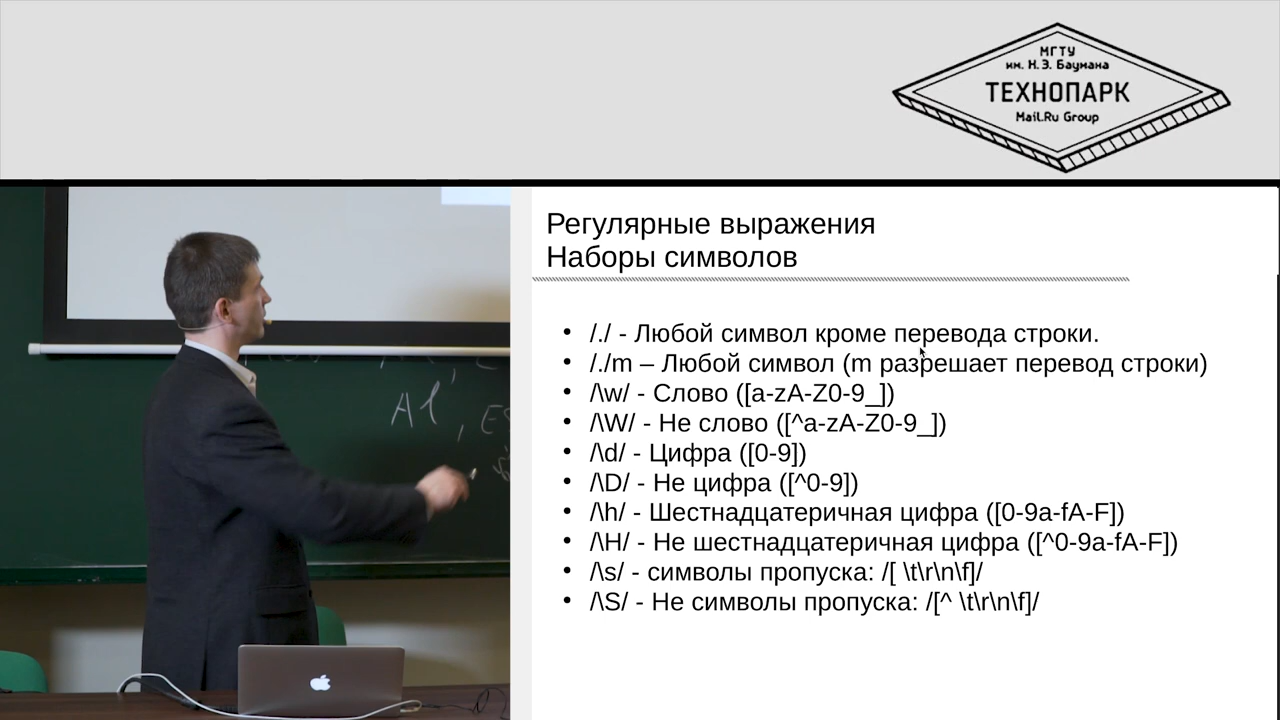 МГТУ
им. Н.Э. Баумана
ТЕХНОПАРК
Mail.Ru Group
Регулярные выражения
Наборы символов
• /./ - Любой символ кроме перевода строки.
• /./m – Любой символ (m разрешает перевод строки)
• /\w/ - Слово ([a-zA-Z0-9_])
• /\W/ - Не слово ([^a-zA-Z0-9_])
• /\d/ - Цифра ([0-9])
• /\D/ - Не цифра ([^0-9])
• /\h/ - Шестнадцатеричная цифра ([0-9a-fA-F])
• /\H/ - Не шестнадцатеричная цифра ([^0-9a-fA-F])
• /\s/ - символы пропуска: /[ \t\r\n\f]/
• /\S/ - Не символы пропуска: /[^ \t\r\n\f]/